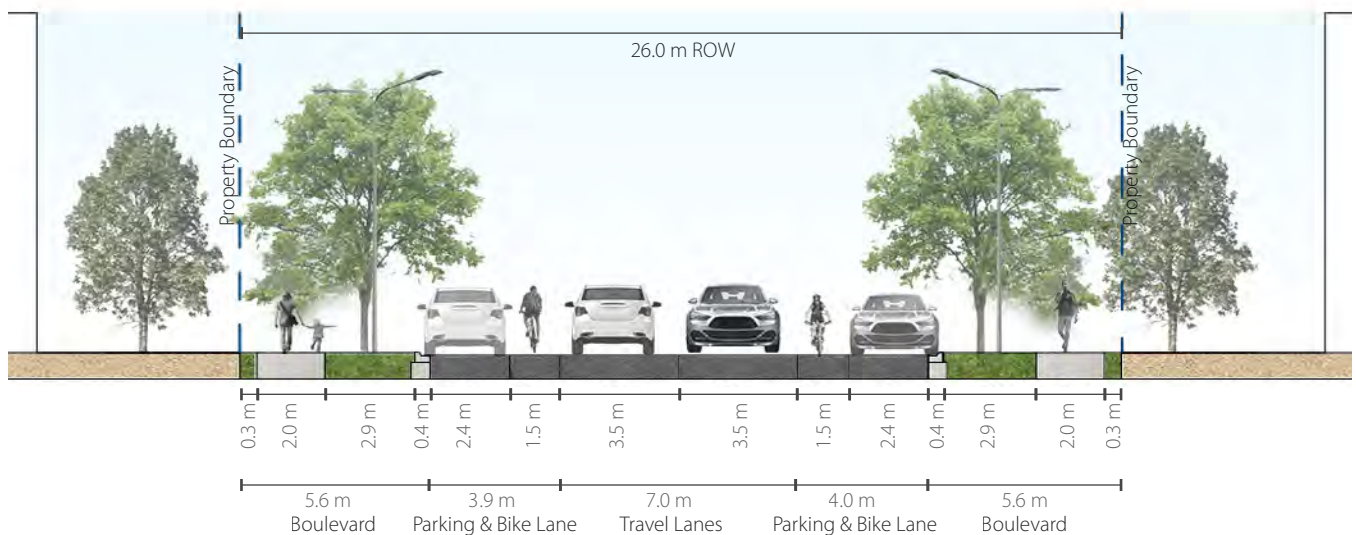 26.0 m ROW
Property Boundary
Property Boundary
0.3 m
2.0 m
2.9 m
0.4 m
2.4 m
1.5 m
3.5 m
3.5 m
1.5 m
2.4 m
0.4 m
2.9 m
2.0 m
0.3 m
5.6 m
Boulevard
3.9 m
Parking & Bike Lane
7.0 m
Travel Lanes
4.0 m
Parking & Bike Lane
5.6 m
Boulevard